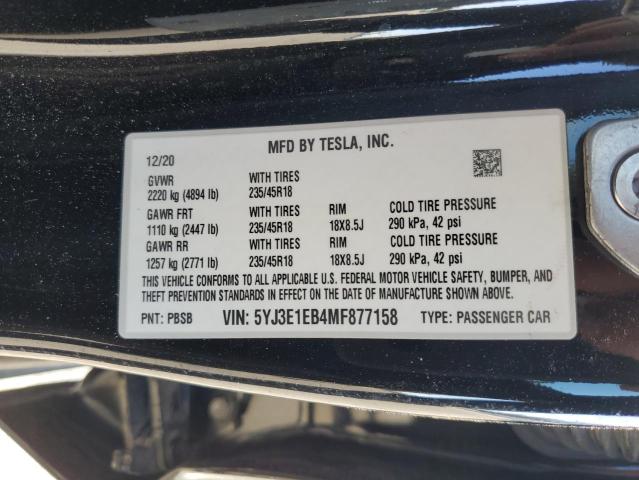 MFD BY TESLA, INC.
12/20
GVWR WITH TIRES
2220 kg (4894 lb) 235/45R18
GAWR FRT WITH TIRES RIM COLD TIRE PRESSURE
1110 kg (2447 lb) 235/45R18 18X8.5J 290 kPa, 42 psi
GAWR RR WITH TIRES RIM COLD TIRE PRESSURE
1257 kg (2771 lb) 235/45R18 18X8.5J 290 kPa, 42 psi
THIS VEHICLE CONFORMS TO ALL APPLICABLE U.S. FEDERAL MOTOR VEHICLE SAFETY, BUMPER, AND
THEFT PREVENTION STANDARDS IN EFFECT ON THE DATE OF MANUFACTURE SHOWN ABOVE.
PNT: PBSB VIN: 5YJ3E1EB4MF877158 TYPE: PASSENGER CAR